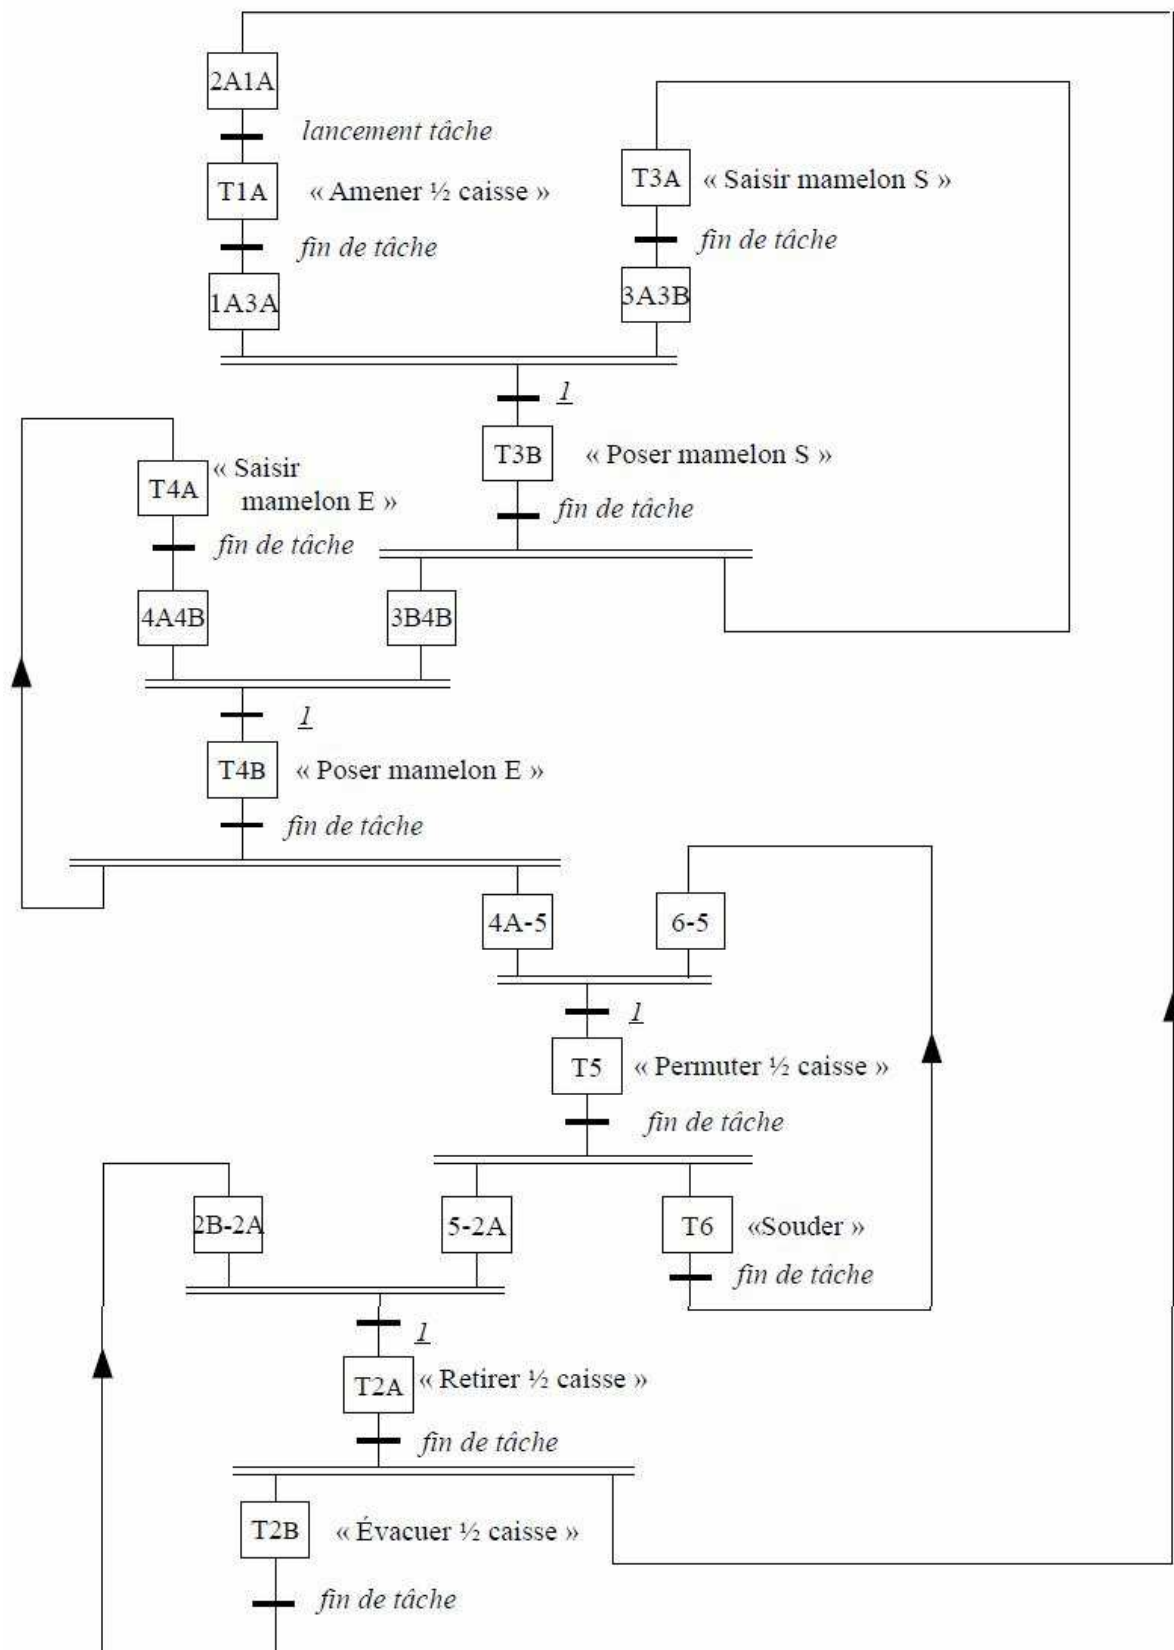 2A1A
lancement tâche
T1A « Amener ½ caisse »
T3A « Saisir mamelon S »
fin de tâche
fin de tâche
1A3A
3A3B
1
T3B « Poser mamelon S »
T4A « Saisir
mamelon E »
fin de tâche
fin de tâche
4A4B
3B4B
1
T4B « Poser mamelon E »
fin de tâche
4A-5
6-5
1
T5 « Permuter ½ caisse »
fin de tâche
2B-2A
5-2A
T6 «Souder »
fin de tâche
1
T2A « Retirer ½ caisse »
fin de tâche
T2B « Évacuer ½ caisse »
fin de tâche